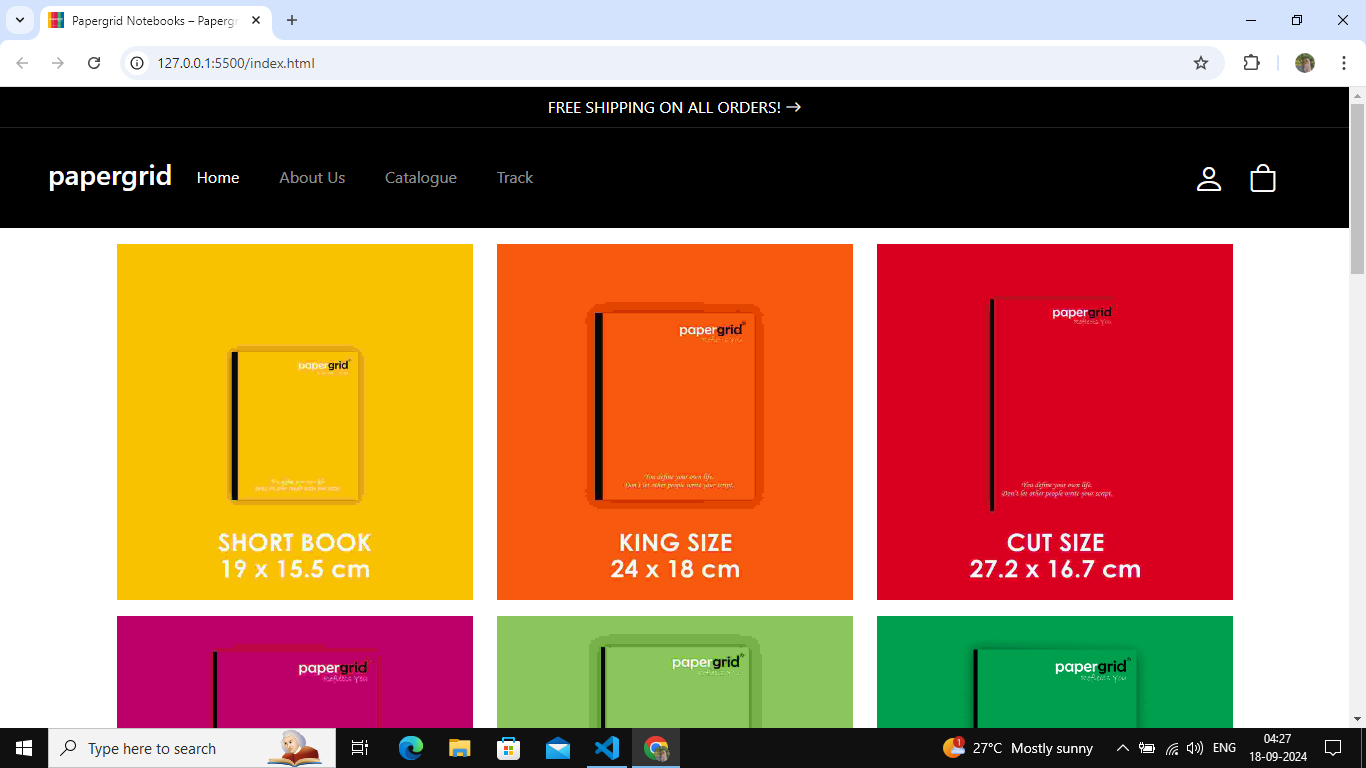 Papergrid Notebooks – Papergr
127.0.0.1:5500/index.html
FREE SHIPPING ON ALL ORDERS! →
papergrid Home About Us Catalogue Track
papergrid
papergrid
Reflects You
papergrid
Reflects You
You define your own life.
Don't let other people write your script.
You define your own life.
Don't let other people write your script.
SHORT BOOK
19 x 15.5 cm
KING SIZE
24 x 18 cm
CUT SIZE
27.2 x 16.7 cm
papergrid
Reflects You
papergrid
papergrid
Reflects You
Type here to search
1
27°C Mostly sunny
ENG
04:27
18-09-2024